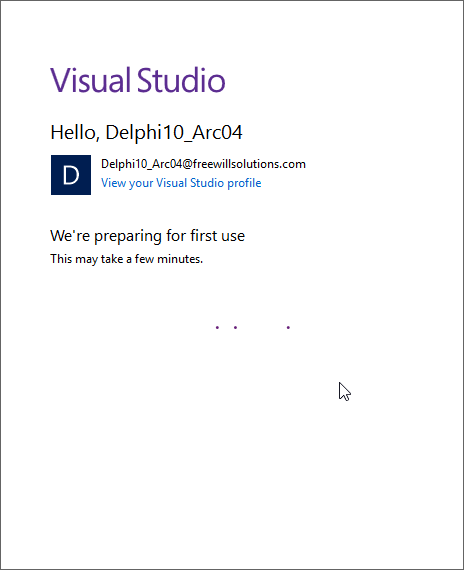 Visual Studio
Hello, Delphi10_Arc04
D
Delphi10_Arc04@freewillsolutions.com
View your Visual Studio profile
We're preparing for first use
This may take a few minutes.